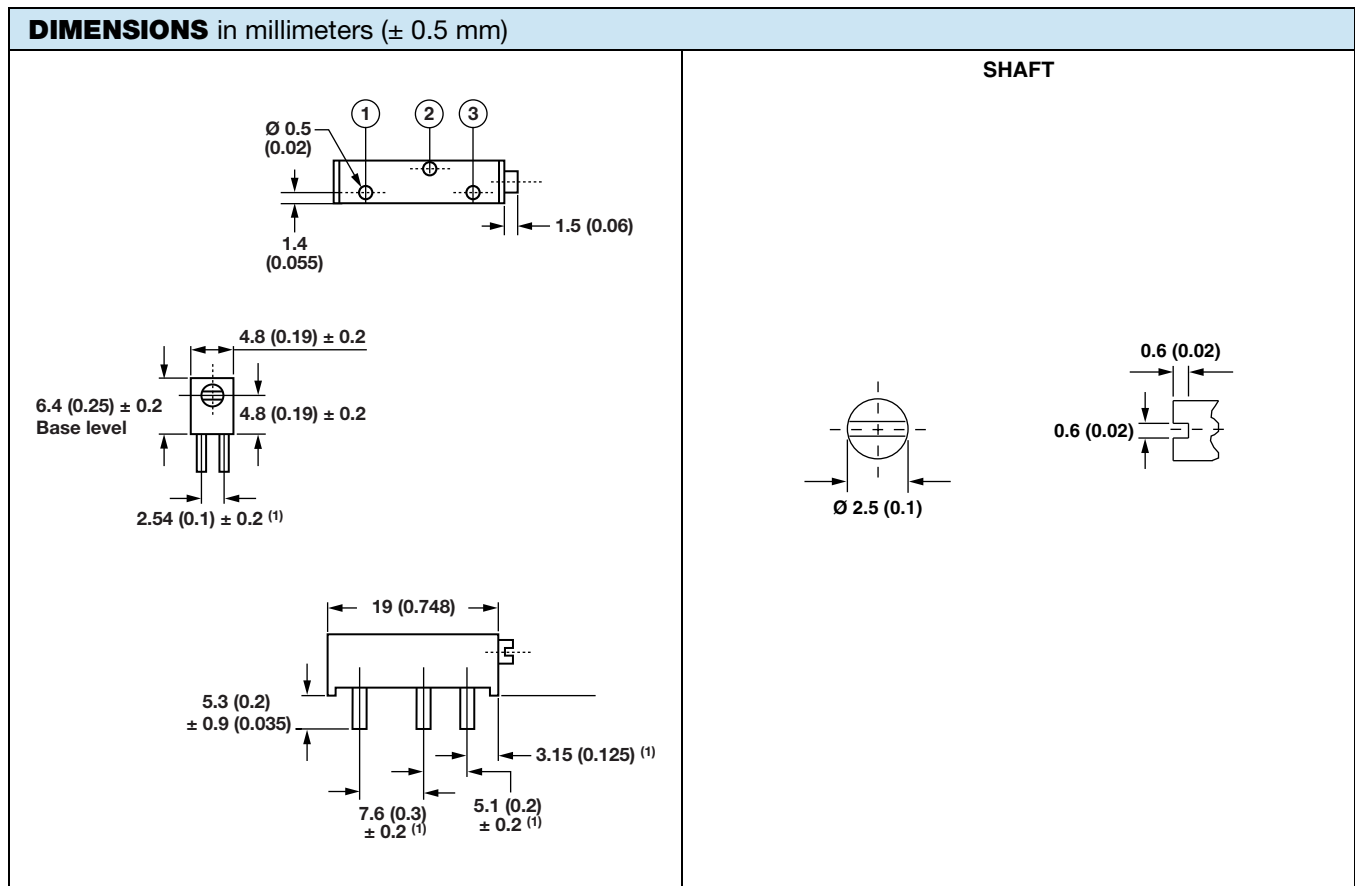 DIMENSIONS in millimeters (± 0.5 mm)
SHAFT
1
2
3
Ø 0.5
(0.02)
1.5 (0.06)
1.4
(0.055)
4.8 (0.19) ± 0.2
6.4 (0.25) ± 0.2
Base level
4.8 (0.19) ± 0.2
2.54 (0.1) ± 0.2 (1)
0.6 (0.02)
0.6 (0.02)
Ø 2.5 (0.1)
19 (0.748)
5.3 (0.2)
± 0.9 (0.035)
3.15 (0.125) (1)
7.6 (0.3)
± 0.2 (1)
5.1 (0.2)
± 0.2 (1)